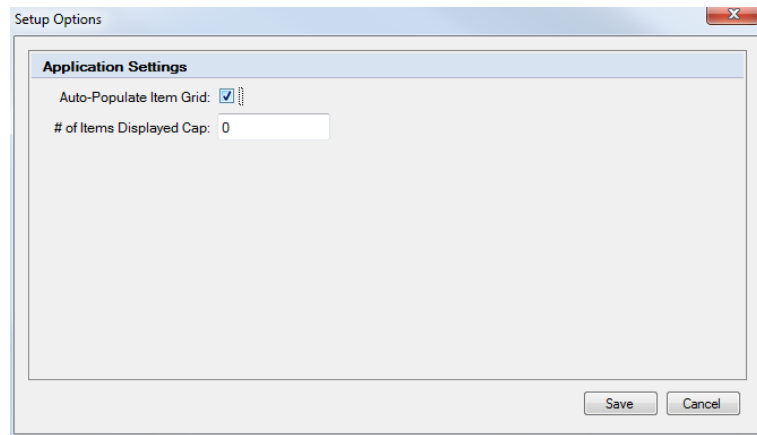 Setup Options
Application Settings
Auto-Populate Item Grid:
# of Items Displayed Cap: 0
Save Cancel